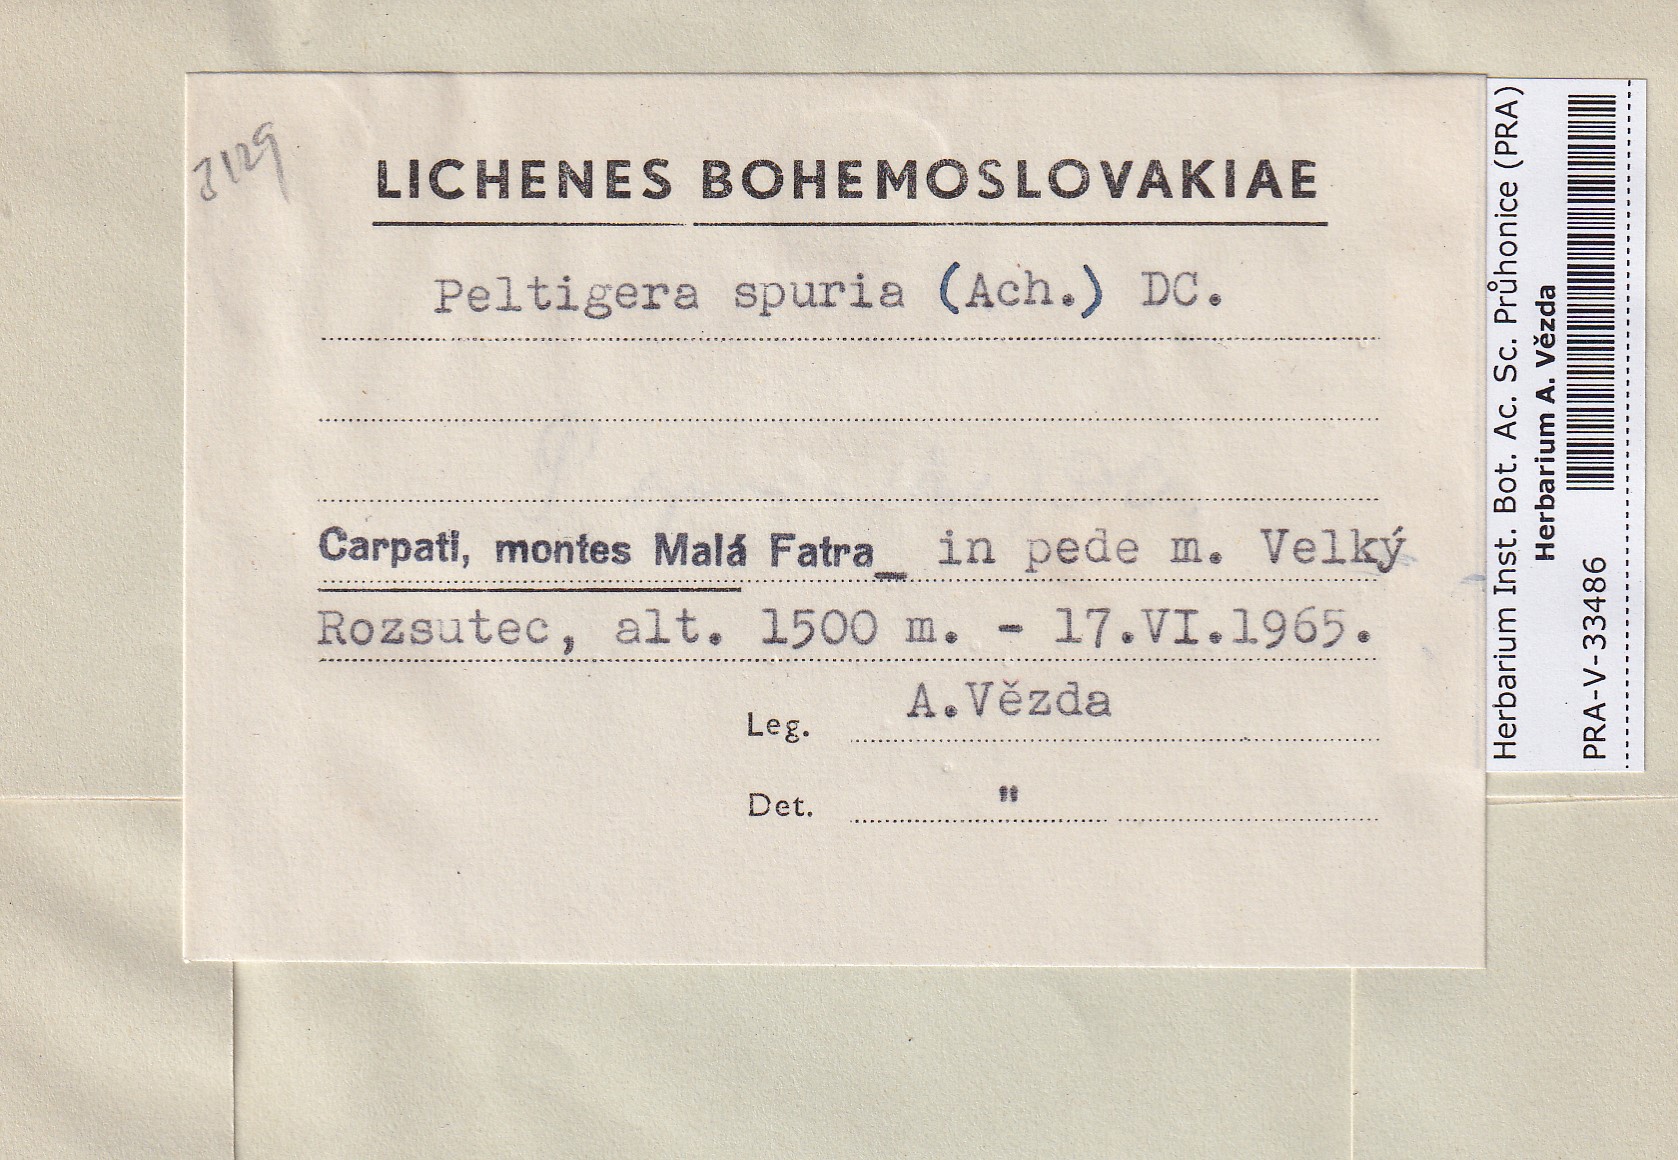 3129
LICHENES BOHEMOSLOVAKIAE
Peltigera spuria (Ach.) DC.
Carpati, montes Malá Fatra_ in pede m. Velký
Rozsutec, alt. 1500 m. - 17.VI.1965.
Leg. A.Vězda
Det. "
Herbarium Inst. Bot. Ac. Sc. Průhonice (PRA)
Herbarium A. Vězda
PRA-V-33486